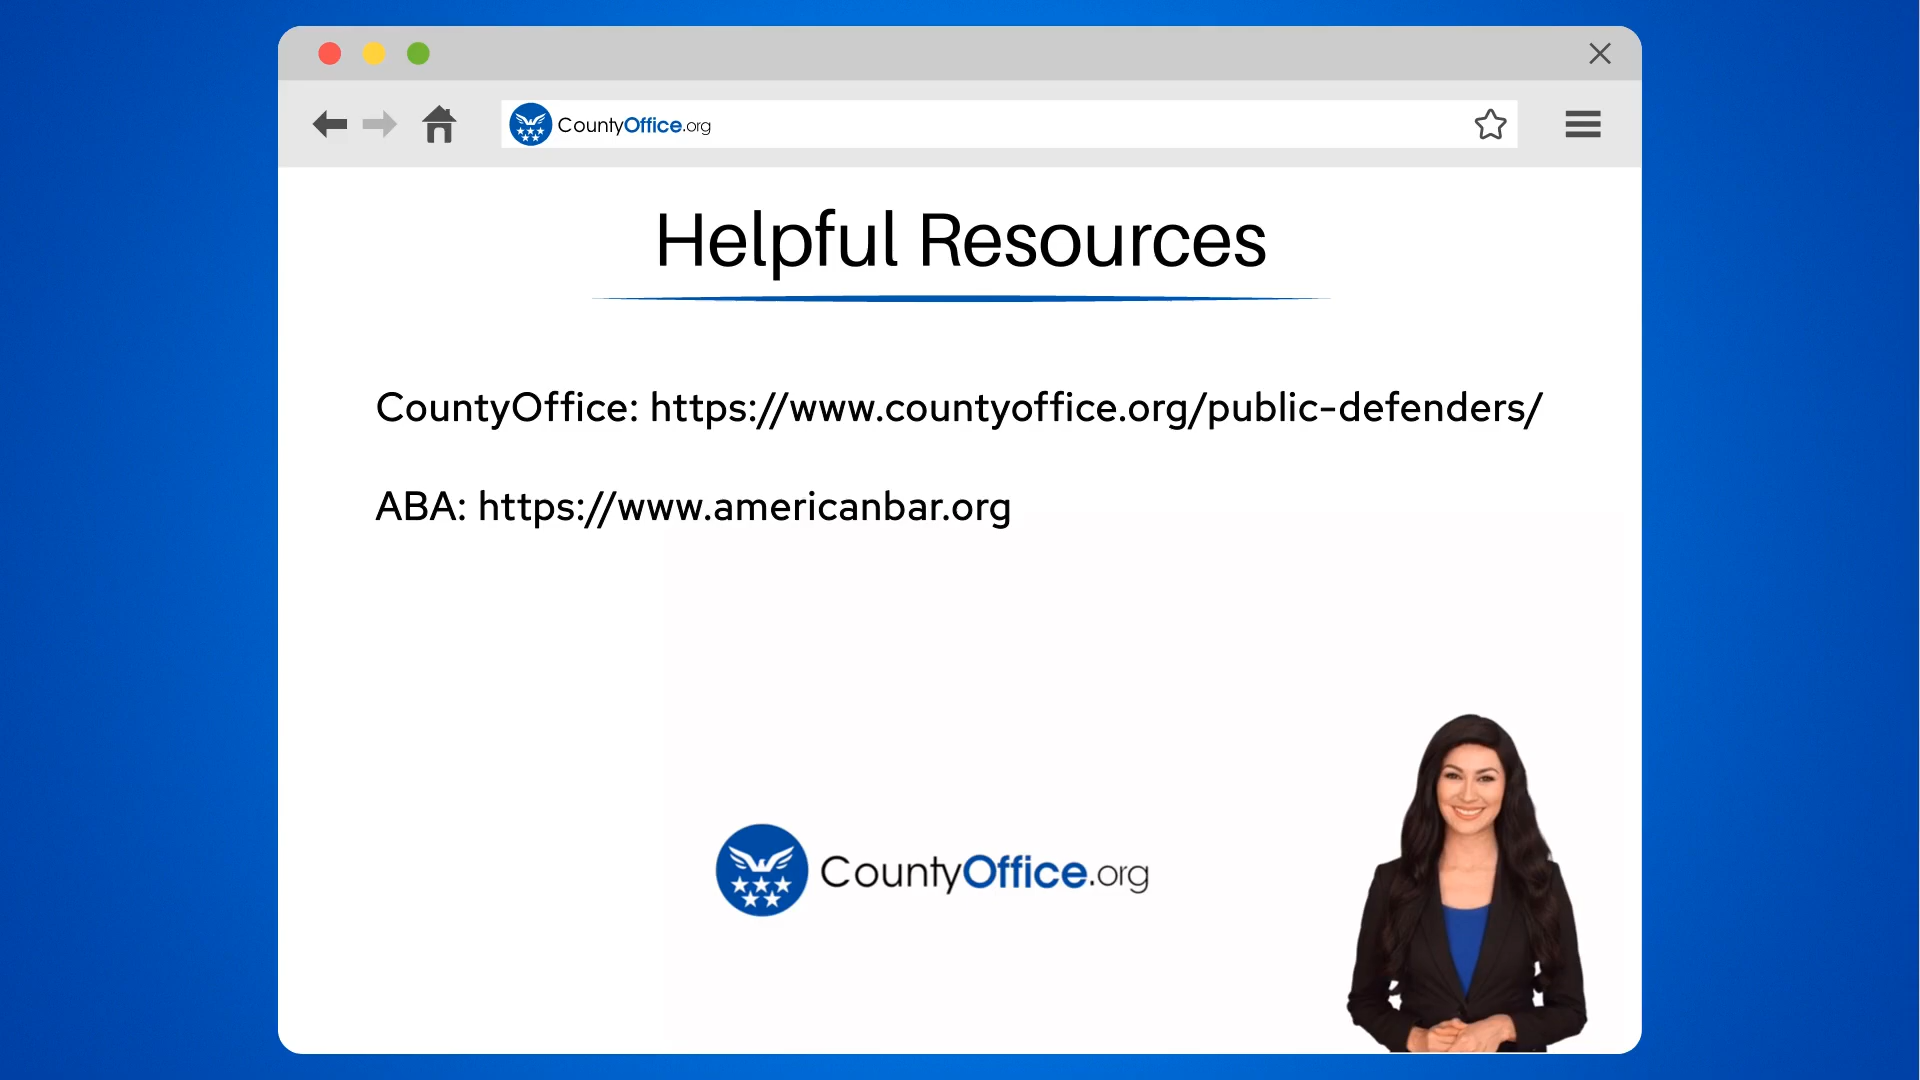 CountyOffice.org
Helpful Resources
CountyOffice: https://www.countyoffice.org/public-defenders/
ABA: https://www.americanbar.org
CountyOffice.org